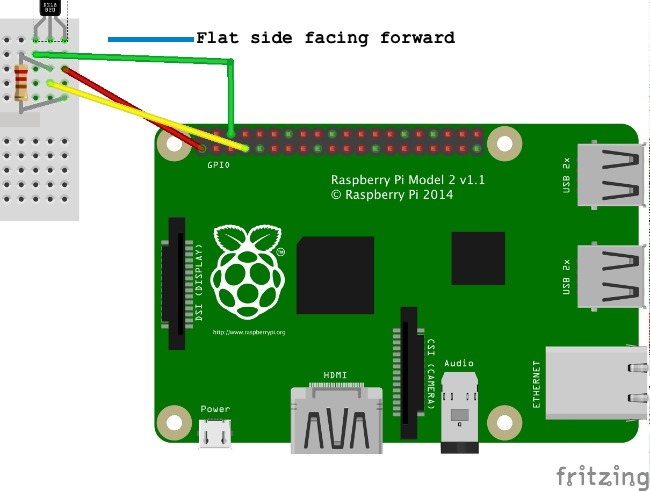 Flat side facing forward
GPIO
Raspberry Pi Model 2 v1.1
© Raspberry Pi 2014
USB 2x
USB 2x
DSI (DISPLAY)
http://www.raspberrypi.org
HDMI
CSI (CAMERA)
Audio
ETHERNET
Power
fritzing